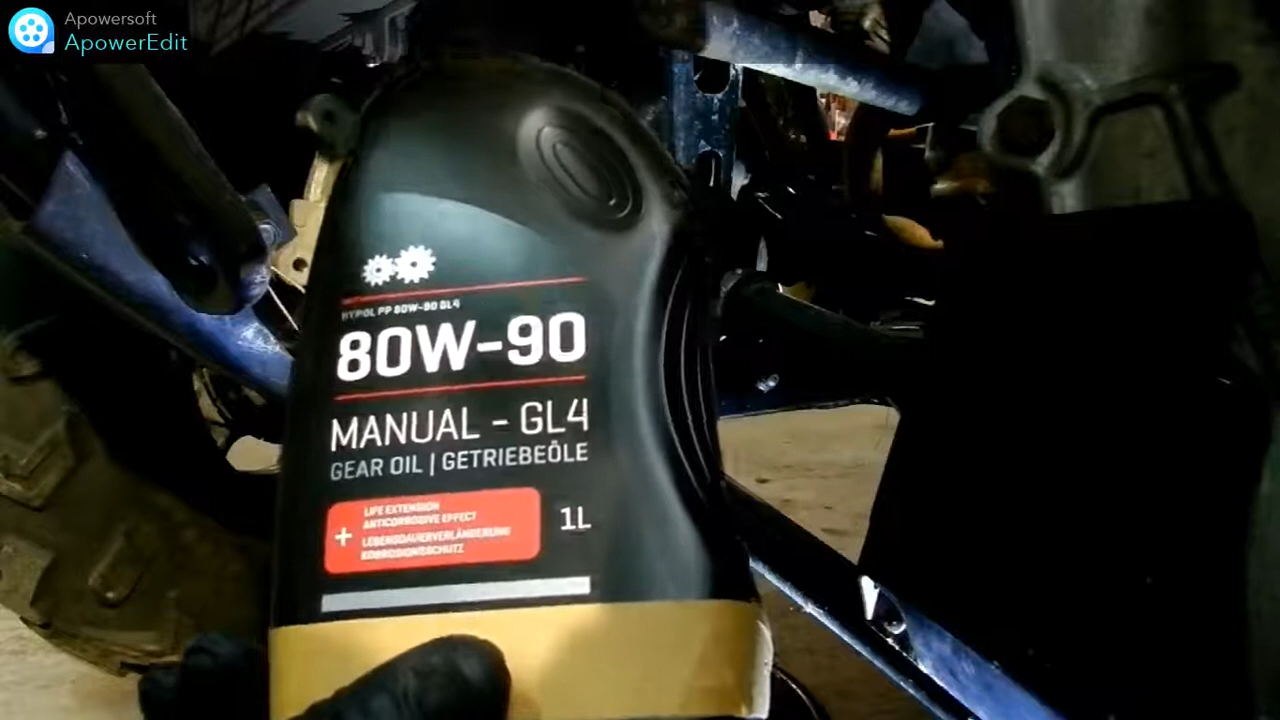 Apowersoft
ApowerEdit
HYPOL PP 80W-90 GL4
80W-90
MANUAL - GL4
GEAR OIL | GETRIEBEÖLE
+
LIFE EXTENSION
ANTICORROSIVE EFFECT
LEBENSDAUERVERLÄNGERUNG
KORROSIONSSCHUTZ
1L